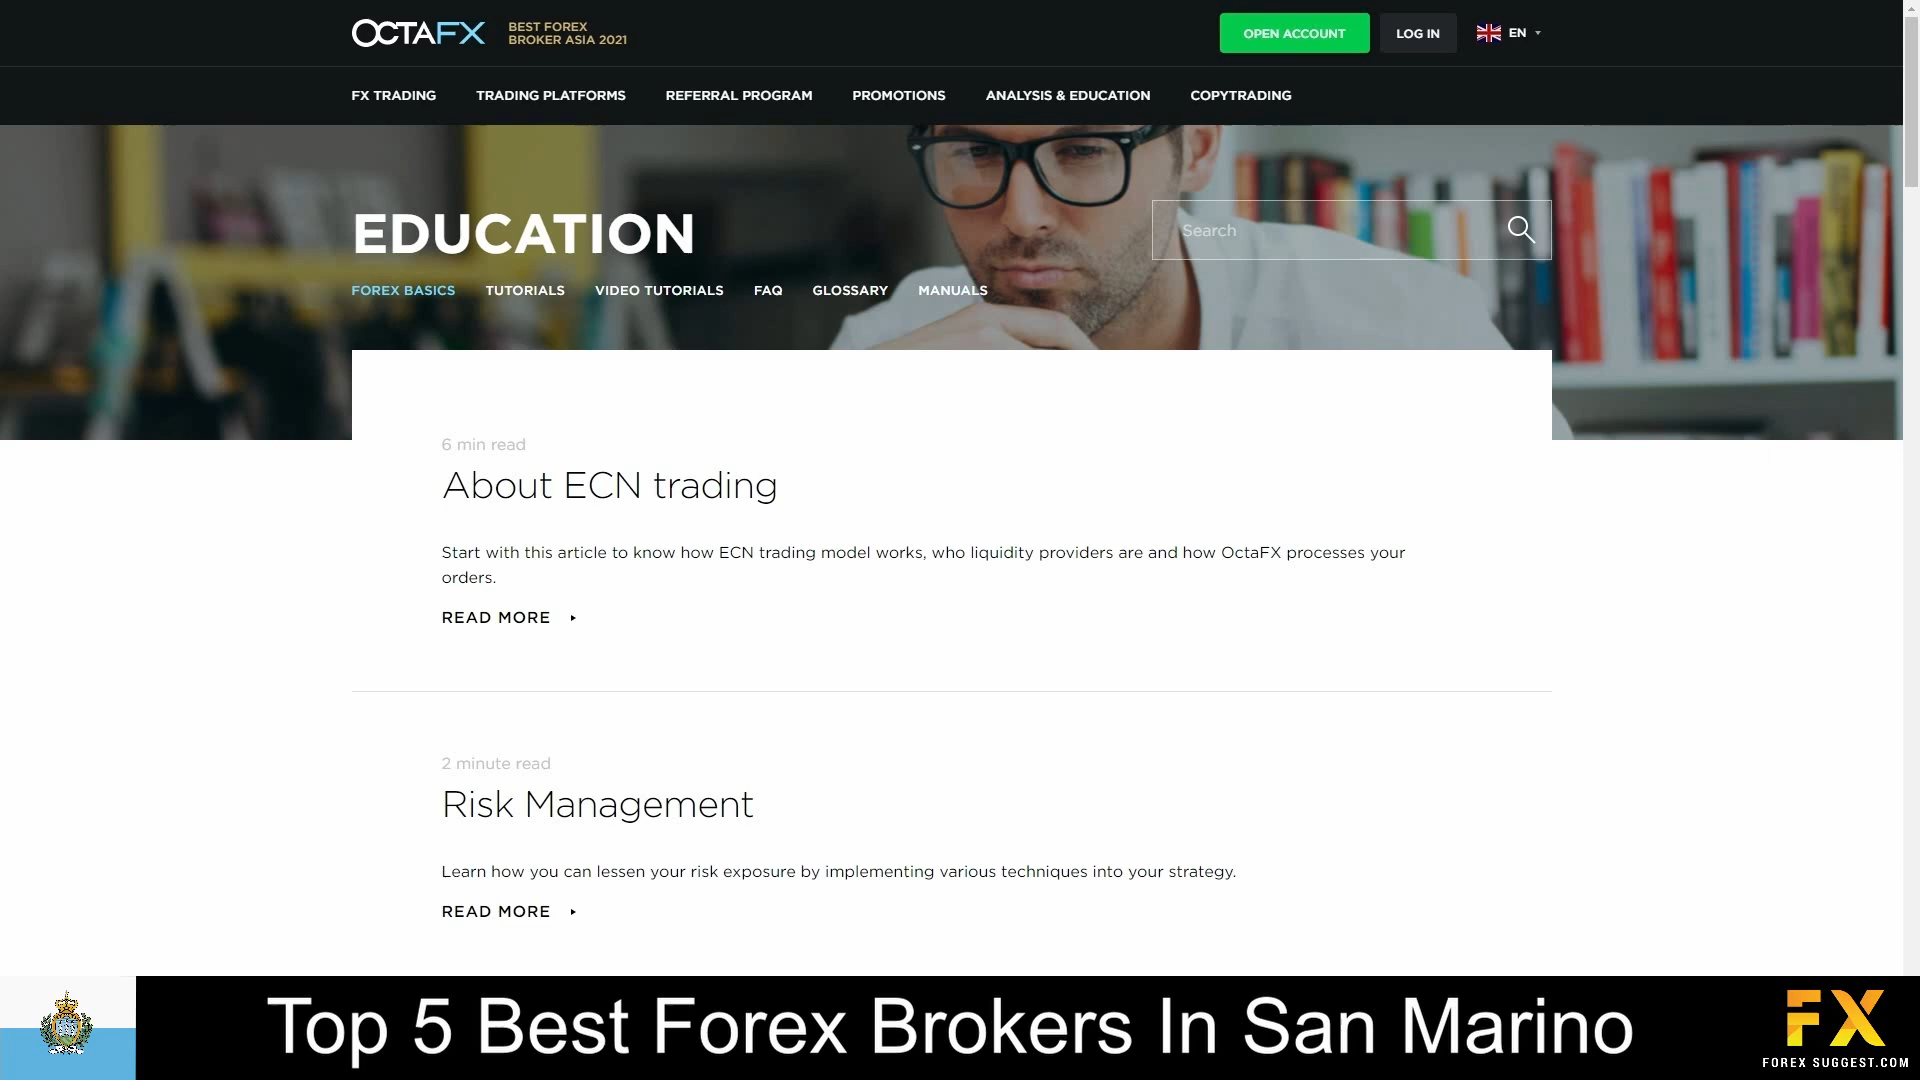 OCTAFX
BEST FOREX
BROKER ASIA 2021
OPEN ACCOUNT
LOG IN
EN
FX TRADING
TRADING PLATFORMS
REFERRAL PROGRAM
PROMOTIONS
ANALYSIS & EDUCATION
COPYTRADING
EDUCATION
Search
FOREX BASICS
TUTORIALS
VIDEO TUTORIALS
FAQ
GLOSSARY
MANUALS
6 min read
About ECN trading
Start with this article to know how ECN trading model works, who liquidity providers are and how OctaFX processes your
orders.
READ MORE
2 minute read
Risk Management
Learn how you can lessen your risk exposure by implementing various techniques into your strategy.
READ MORE
Top 5 Best Forex Brokers In San Marino
FX
FOREX SUGGEST.COM